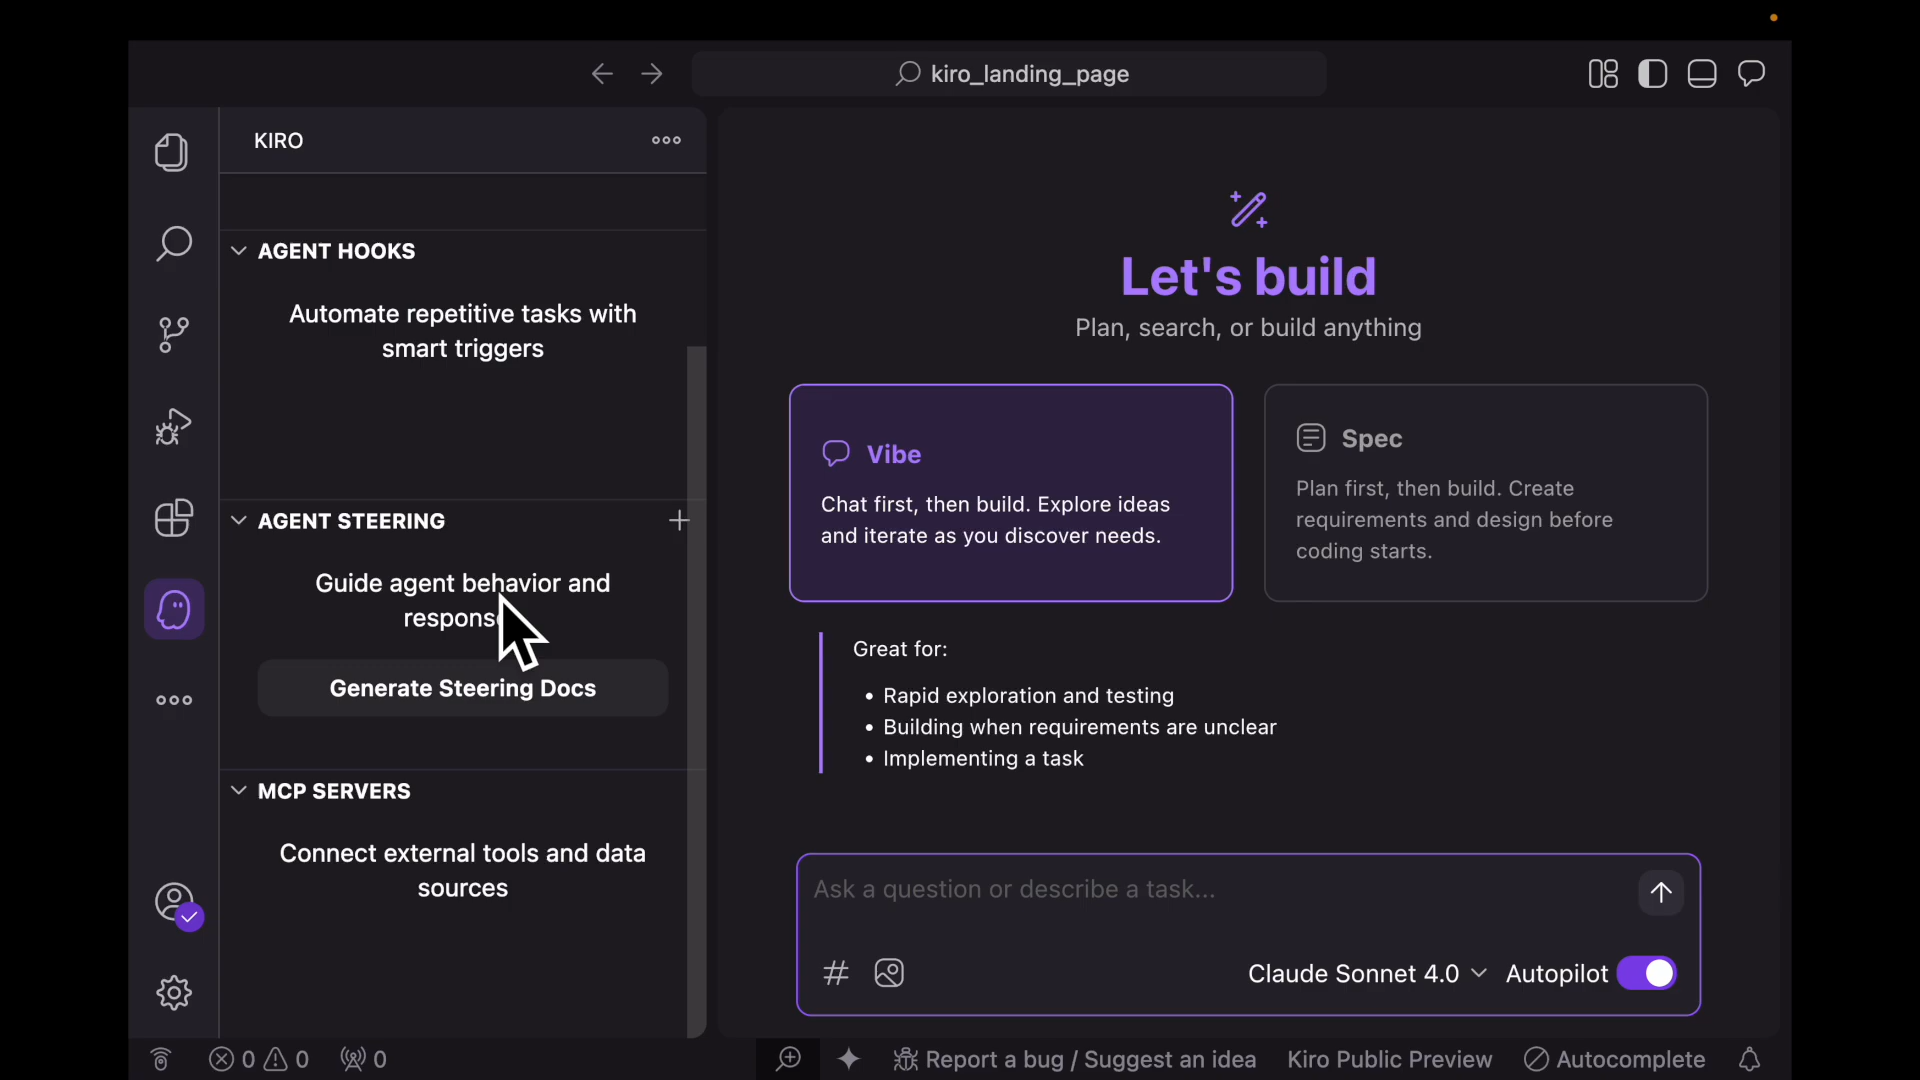 kiro_landing_page
KIRO
AGENT HOOKS
Automate repetitive tasks with
smart triggers
AGENT STEERING
Guide agent behavior and
Generate Steering Docs
MCP SERVERS
Connect external tools and data
sources
Let's build
Plan, search, or build anything
Vibe
Chat first, then build. Explore ideas
and iterate as you discover needs.
Spec
Plan first, then build. Create
requirements and design before
coding starts.
Great for:
• Rapid exploration and testing
• Building when requirements are unclear
• Implementing a task
Ask a question or describe a task...
Claude Sonnet 4.0 Autopilot
0 0 0 Report a bug / Suggest an idea Kiro Public Preview Autocomplete